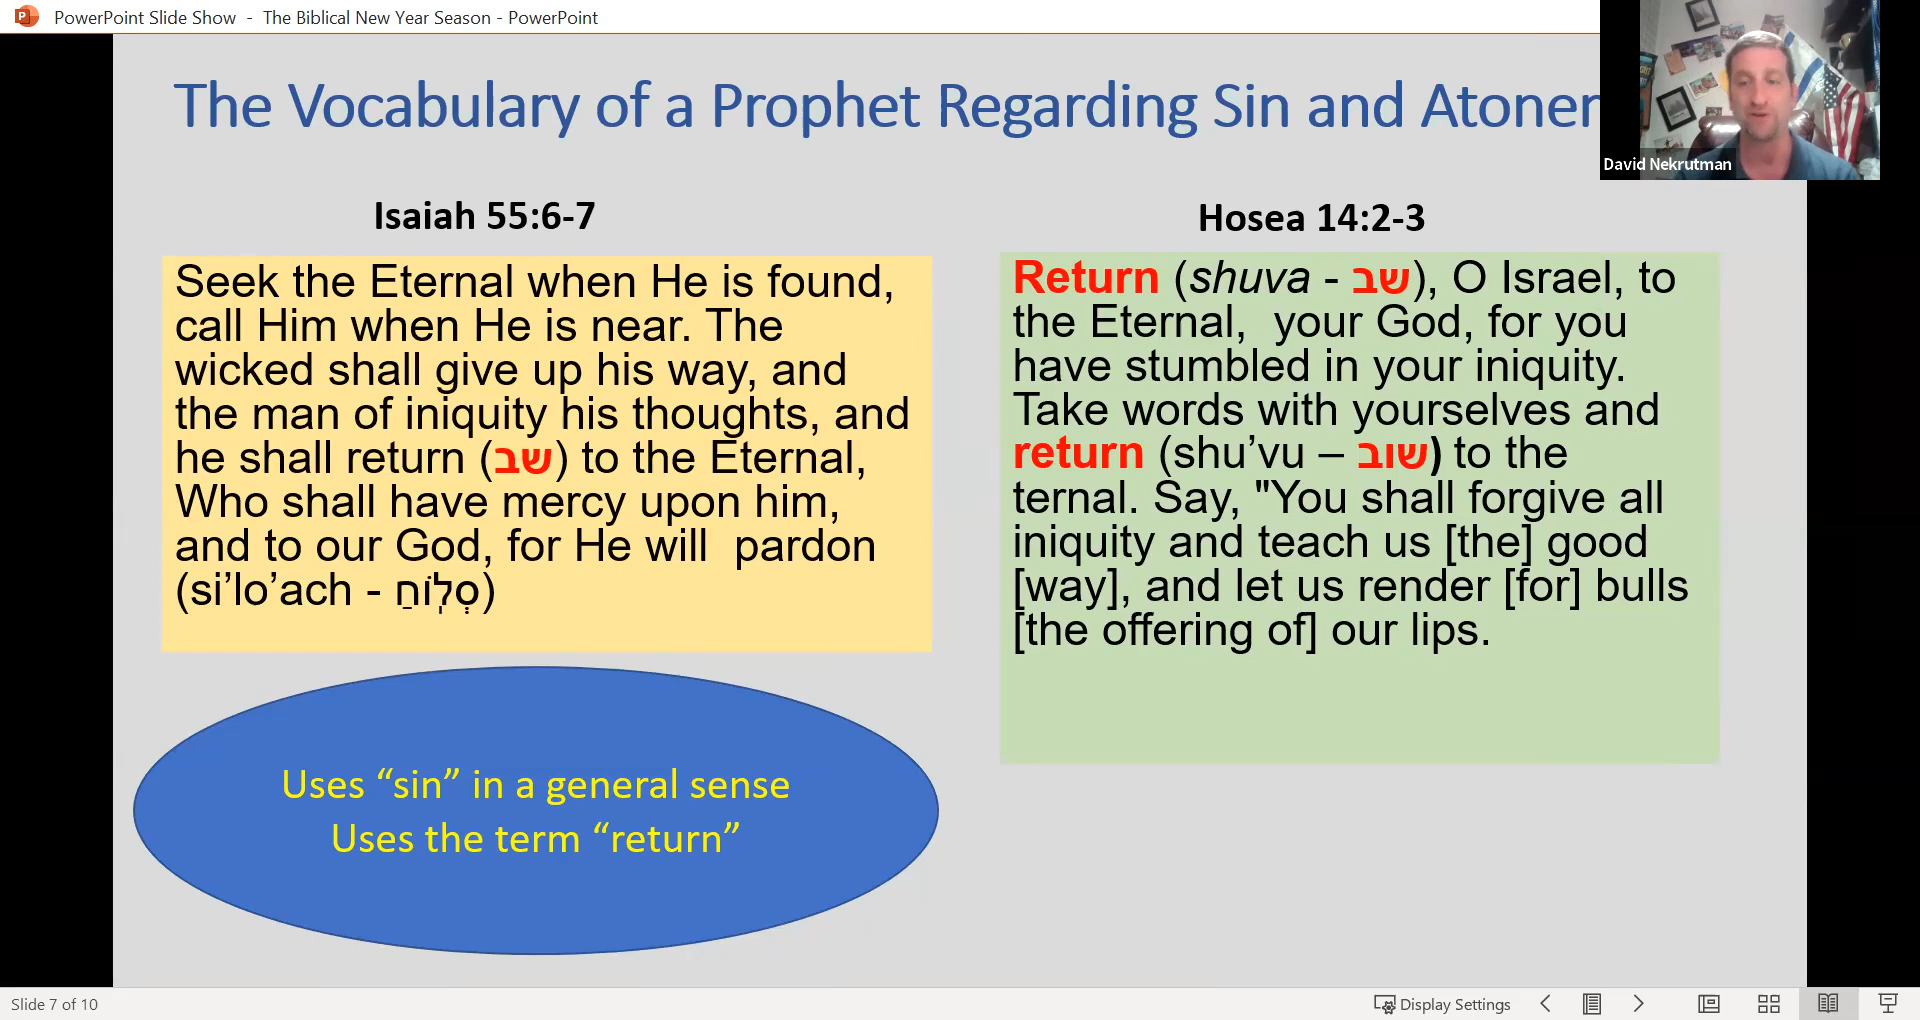 PowerPoint Slide Show - The Biblical New Year Season - PowerPoint
The Vocabulary of a Prophet Regarding Sin and Atonem
David Nekrutman
Isaiah 55:6-7
Seek the Eternal when He is found,
call Him when He is near. The
wicked shall give up his way, and
the man of iniquity his thoughts, and
he shall return (שב) to the Eternal,
Who shall have mercy upon him,
and to our God, for He will  pardon
(si’lo’ach - סְלֽוֹחַ)
Uses “sin” in a general sense
Uses the term “return”
Hosea 14:2-3
Return (shuva - שב), O Israel, to
the Eternal,  your God, for you
have stumbled in your iniquity.
Take words with yourselves and
return (shu’vu – שוב) to the
ternal. Say, "You shall forgive all
iniquity and teach us [the] good
[way], and let us render [for] bulls
[the offering of] our lips.
Slide 7 of 10
Display Settings